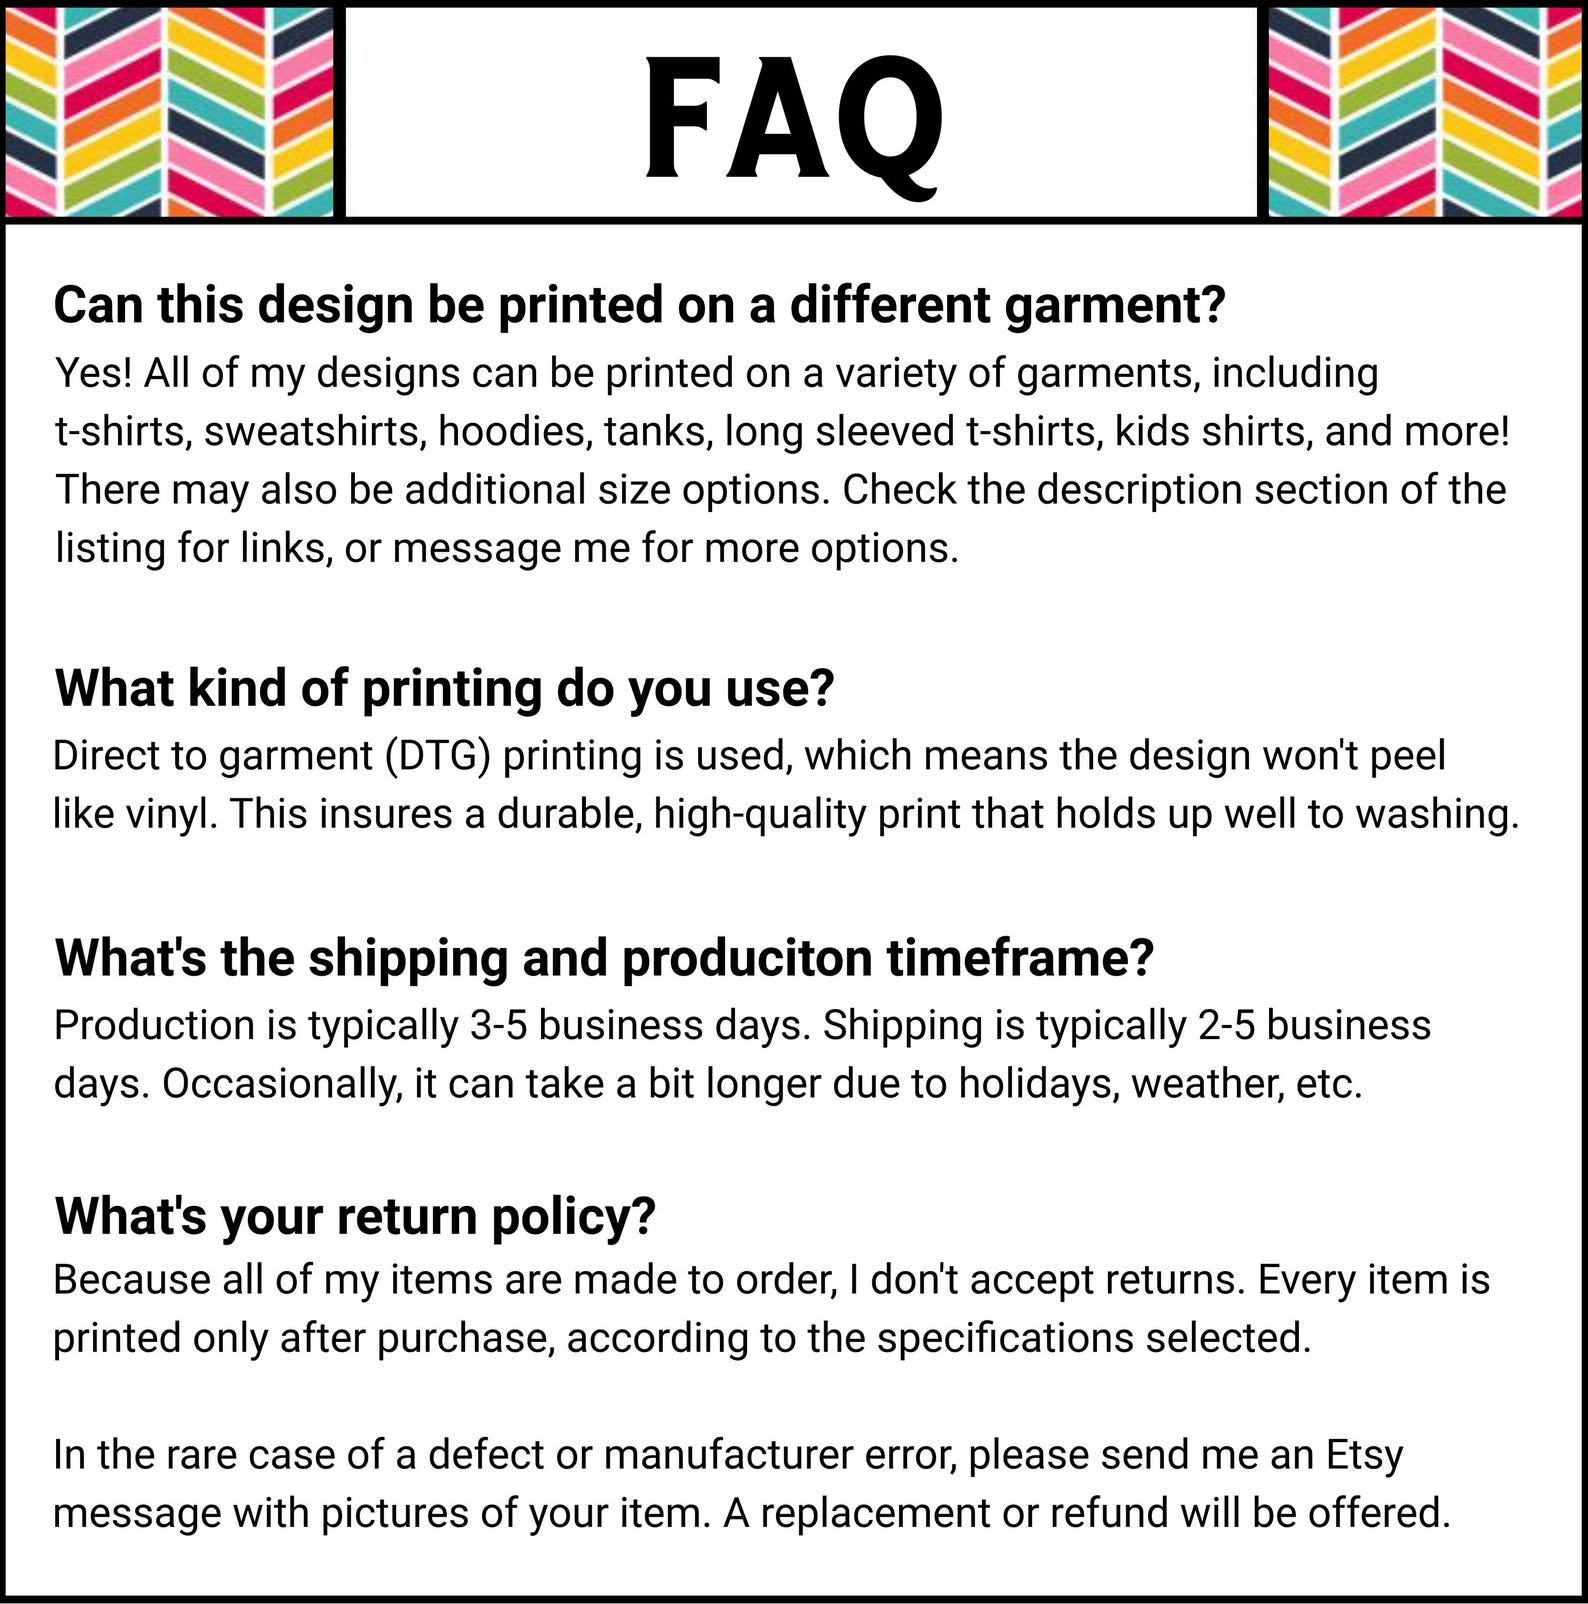 FAQ
Can this design be printed on a different garment?
Yes! All of my designs can be printed on a variety of garments, including
t-shirts, sweatshirts, hoodies, tanks, long sleeved t-shirts, kids shirts, and more!
There may also be additional size options. Check the description section of the
listing for links, or message me for more options.
What kind of printing do you use?
Direct to garment (DTG) printing is used, which means the design won't peel
like vinyl. This insures a durable, high-quality print that holds up well to washing.
What's the shipping and produciton timeframe?
Production is typically 3-5 business days. Shipping is typically 2-5 business
days. Occasionally, it can take a bit longer due to holidays, weather, etc.
What's your return policy?
Because all of my items are made to order, I don't accept returns. Every item is
printed only after purchase, according to the specifications selected.
In the rare case of a defect or manufacturer error, please send me an Etsy
message with pictures of your item. A replacement or refund will be offered.